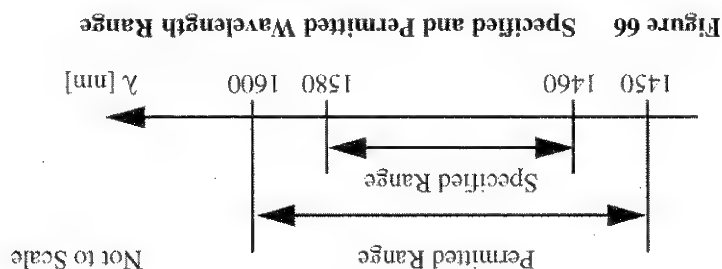 Permitted Range Not to Scale
Specified Range
1450 1460 1580 1600 λ [nm]
Figure 66 Specified and Permitted Wavelength Range